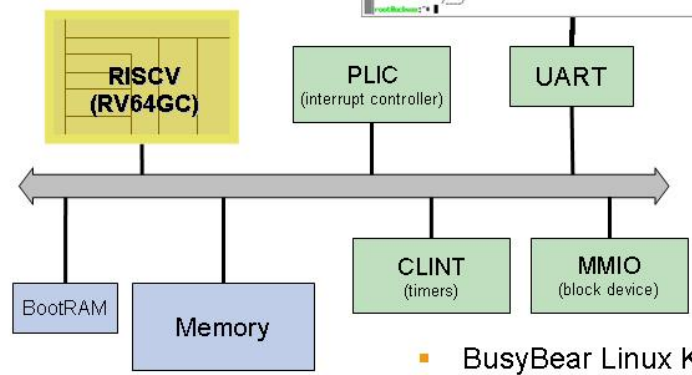 RISCV
(RV64GC)
PLIC
(interrupt controller)
UART
BootRAM
Memory
CLINT
(timers)
MMIO
(block device)
BusyBear Linux K